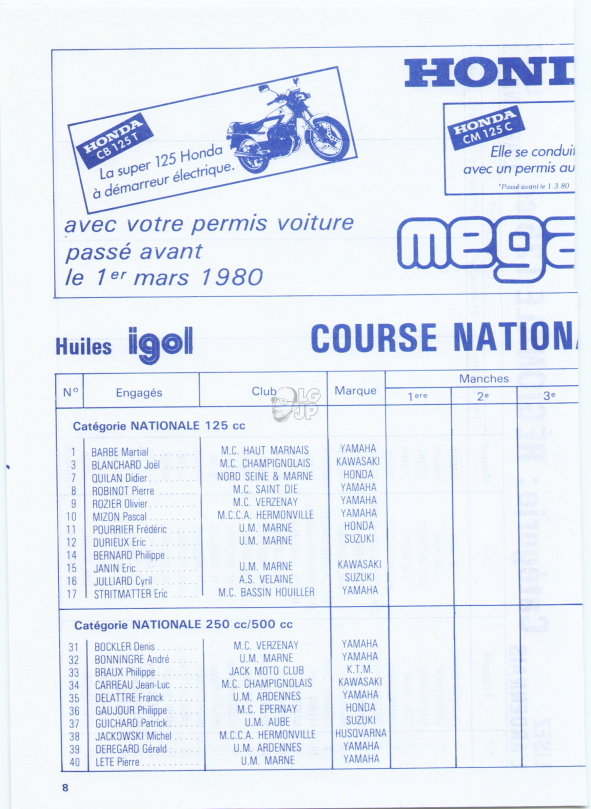 HONDA
CB 125 T
La super 125 Honda
à démarreur électrique.
avec votre permis voiture
passé avant
le 1er mars 1980
HOND
HONDA
CM 125 C
Elle se condui
avec un permis au
*Passé avant le 1.3.80
mega
Huiles igol
COURSE NATIONA
N° Engagés Club Marque Manches
1ere 2e 3e
LG
JP
Catégorie NATIONALE 125 cc
1 BARBE Martial ........ M.C. HAUT MARNAIS YAMAHA
3 BLANCHARD Joël ...... M.C. CHAMPIGNOLAIS KAWASAKI
7 QUILAN Didier ........ NORD SEINE & MARNE HONDA
8 ROBINOT Pierre ....... M.C. SAINT DIE YAMAHA
9 ROZIER Olivier ........ M.C. VERZENAY YAMAHA
10 MIZON Pascal ........ M.C.C.A. HERMONVILLE YAMAHA
11 POURRIER Frédéric .... U.M. MARNE HONDA
12 DURIEUX Eric ......... U.M. MARNE SUZUKI
14 BERNARD Philippe ......
15 JANIN Eric ........... U.M. MARNE KAWASAKI
16 JULLIARD Cyril ........ A.S. VELAINE SUZUKI
17 STRITMATTER Eric ..... M.C. BASSIN HOUILLER YAMAHA
Catégorie NATIONALE 250 cc/500 cc
31 BOCKLER Denis ........ M.C. VERZENAY YAMAHA
32 BONNINGRE André ..... U.M. MARNE YAMAHA
33 BRAUX Philippe ........ JACK MOTO CLUB K.T.M.
34 CARREAU Jean-Luc ..... M.C. CHAMPIGNOLAIS KAWASAKI
35 DELATTRE Franck ...... U.M. ARDENNES YAMAHA
36 GAUJOUR Philippe ...... M.C. EPERNAY HONDA
37 GUICHARD Patrick ...... U.M. AUBE SUZUKI
38 JACKOWSKI Michel ..... M.C.C.A. HERMONVILLE HUSQVARNA
39 DEREGARD Gérald ...... U.M. ARDENNES YAMAHA
40 LETE Pierre ............ U.M. MARNE YAMAHA
8